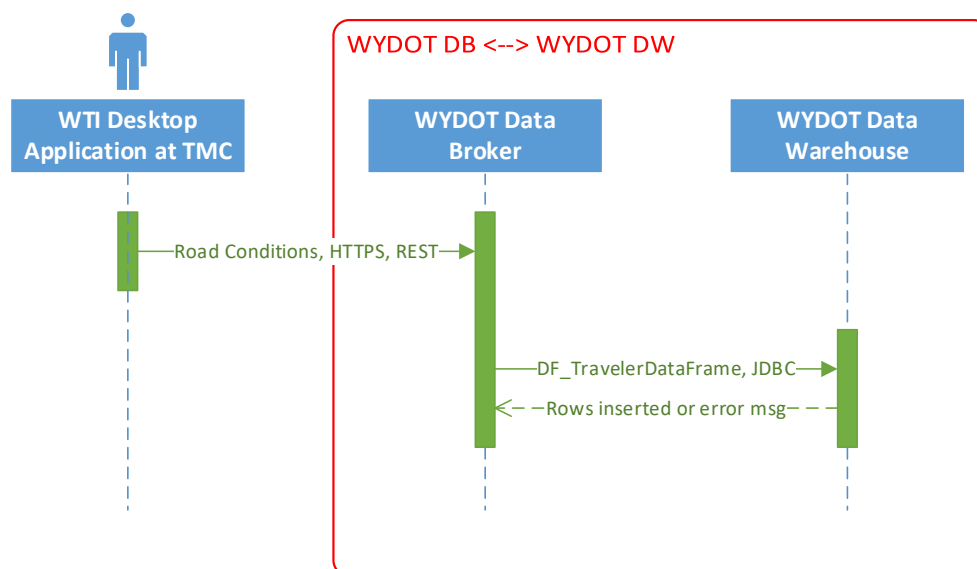 WYDOT DB <--> WYDOT DW
WTI Desktop
Application at TMC
WYDOT Data
Broker
WYDOT Data
Warehouse
Road Conditions, HTTPS, REST
DF_TravelerDataFrame, JDBC
Rows inserted or error msg